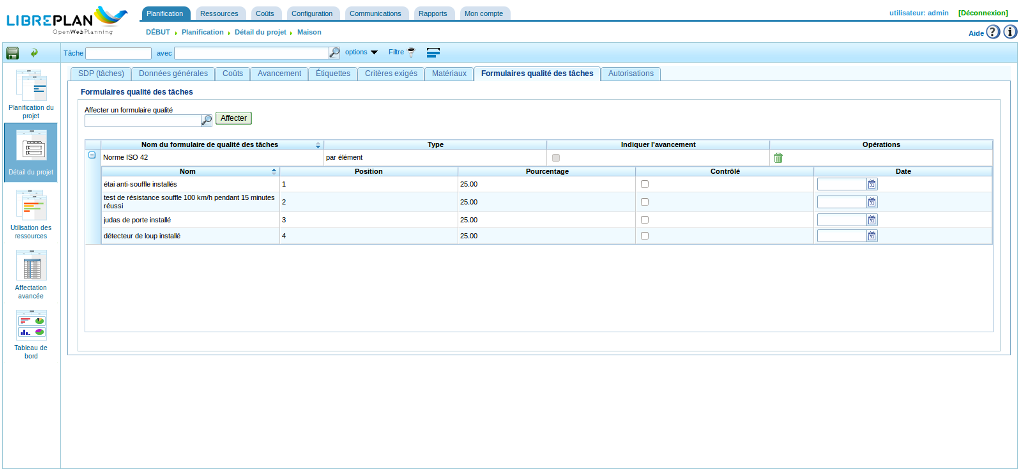 LIBREPLAN
OpenWebPlanning
Planification Ressources Coûts Configuration Communications Rapports Mon compte
utilisateur: admin [Déconnexion]
DÉBUT Planification Détail du projet Maison
Aide
Tâche avec options Filtre
SDP (tâches) Données générales Coûts Avancement Étiquettes Critères exigés Matériaux Formulaires qualité des tâches Autorisations
Planification du
projet
Détail du projet
Utilisation des
ressources
Affectation
avancée
Tableau de
bord
Formulaires qualité des tâches
Affecter un formulaire qualité
Affecter
Nom du formulaire de qualité des tâches Type Indiquer l'avancement Opérations
Norme ISO 42 par élément
Nom Position Pourcentage Contrôlé Date
étai anti souffle installés 1 25.00
test de résistance souffle 100 km/h pendant 15 minutes
réussi 2 25.00
judas de porte installé 3 25.00
détecteur de loup installé 4 25.00